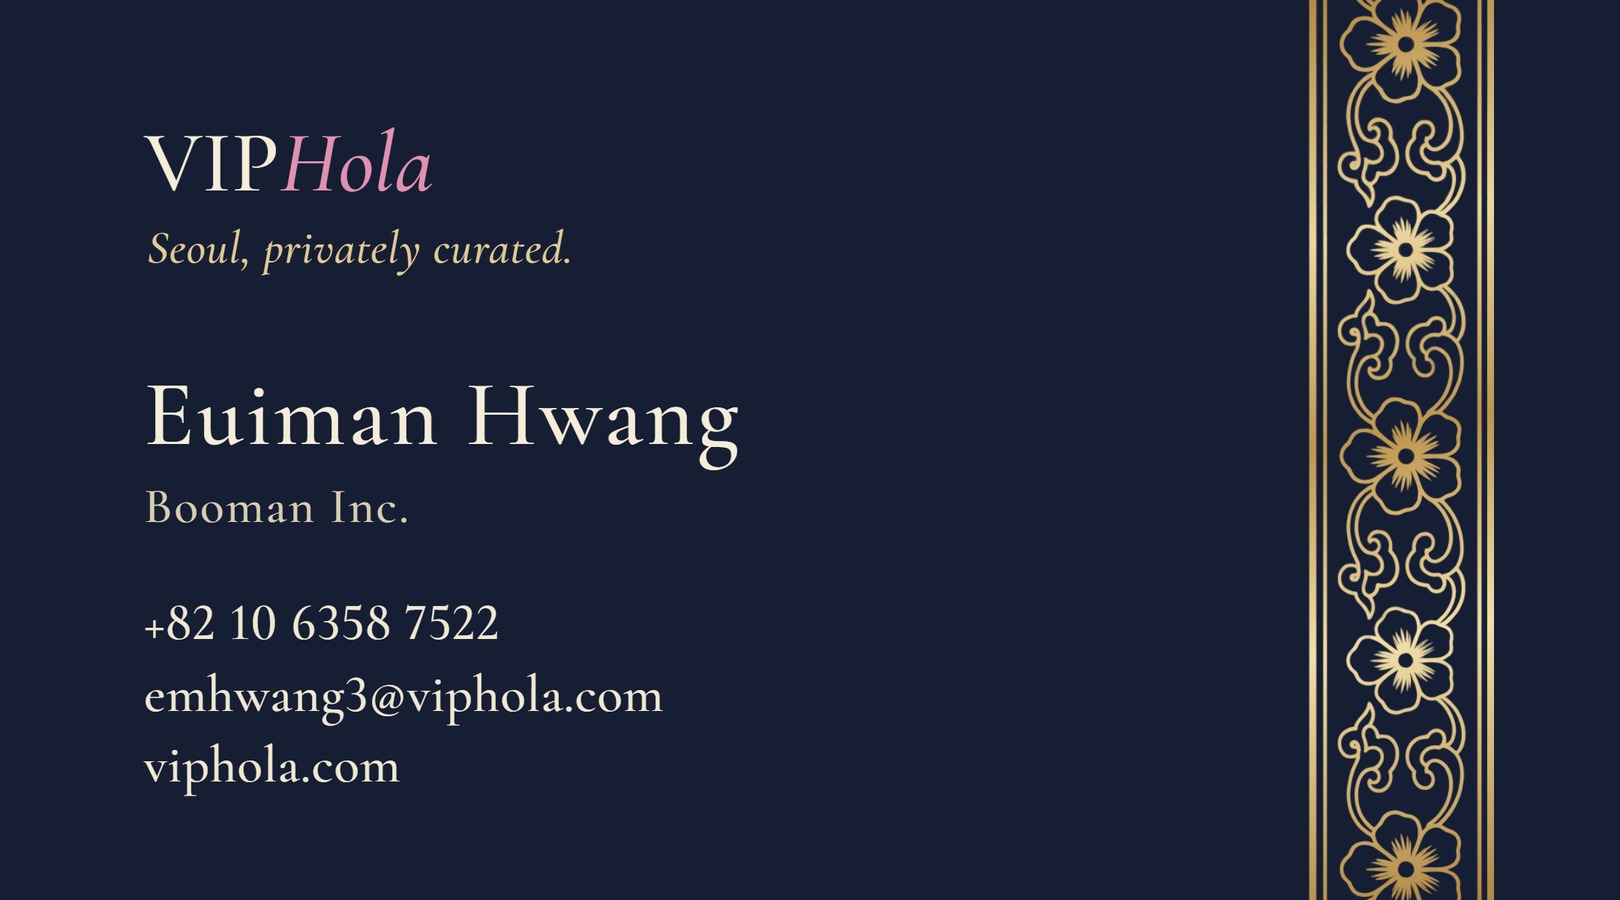 VIPHola
Seoul, privately curated.
Euiman Hwang
Booman Inc.
+82 10 6358 7522
emhwang3@viphola.com
viphola.com